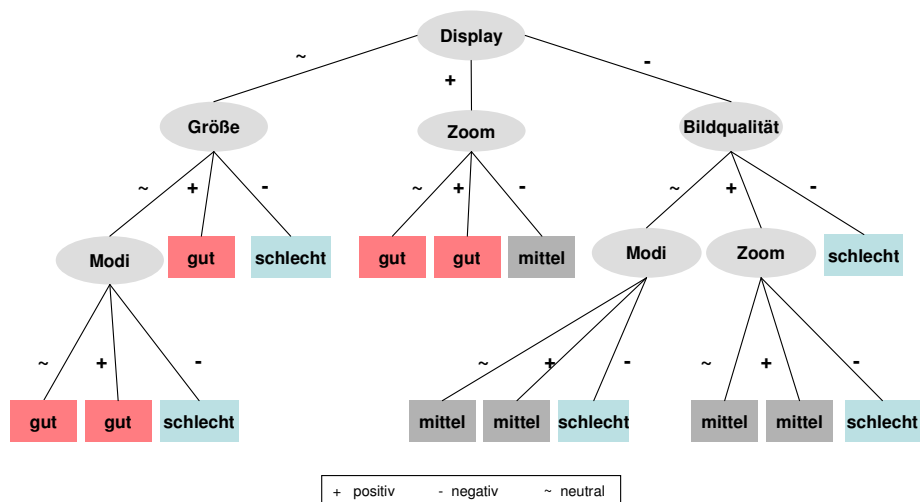 Display
~ + -
Größe Zoom Bildqualität
~ + - ~ + - ~ + -
Modi gut schlecht gut gut mittel Modi Zoom schlecht
~ + - ~ + - ~ + -
gut gut schlecht mittel mittel schlecht mittel mittel schlecht
+ positiv - negativ ~ neutral